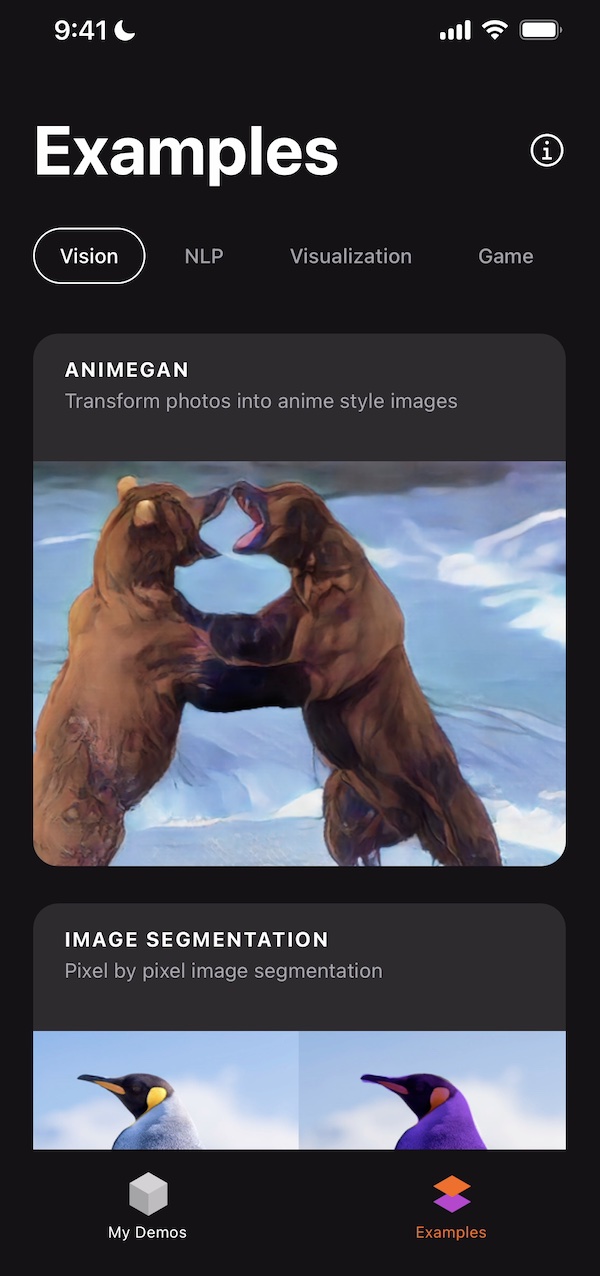 9:41
Examples
Vision NLP Visualization Game
ANIMEGAN
Transform photos into anime style images
IMAGE SEGMENTATION
Pixel by pixel image segmentation
My Demos Examples